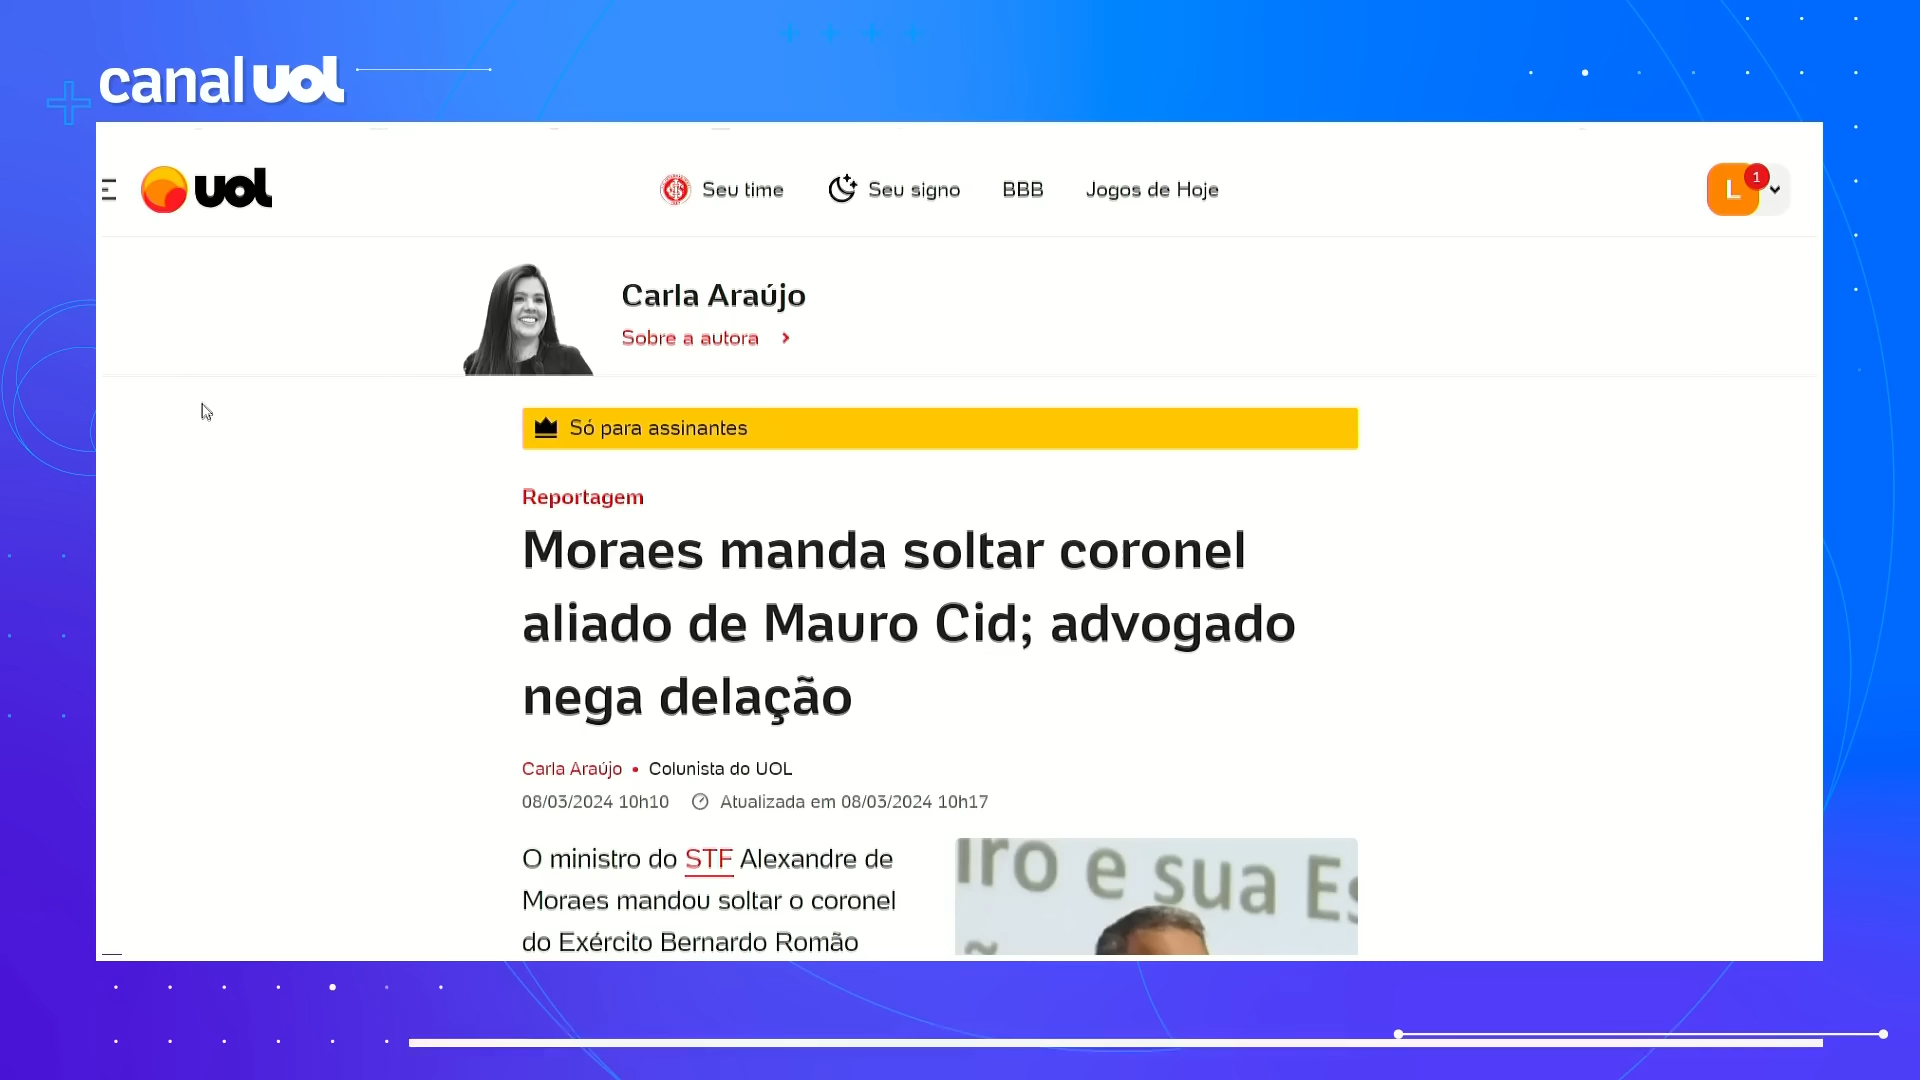 canal uol
uol
Seu time
Seu signo
BBB
Jogos de Hoje
L
1
Carla Araújo
Sobre a autora
Só para assinantes
Reportagem
Moraes manda soltar coronel
aliado de Mauro Cid; advogado
nega delação
Carla Araújo • Colunista do UOL
08/03/2024 10h10 Atualizada em 08/03/2024 10h17
O ministro do STF Alexandre de
Moraes mandou soltar o coronel
do Exército Bernardo Romão
iro e sua Es